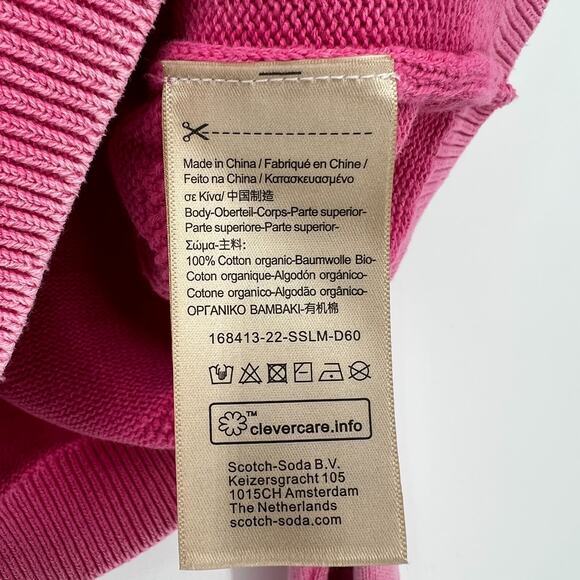 Made in China / Fabriqué en Chine /
Feito na China / Κατασκευασμένο
σε Κίνα/ 中国制造
Body-Oberteil-Corps-Parte superior-
Parte superiore-Parte superior-
Σώμα-主料:
100% Cotton organic-Baumwolle Bio-
Coton organique-Algodón orgánico-
Cotone organico-Algodão orgânico-
ΟΡΓΑΝΙΚΟ ΒΑΜΒΑΚΙ-有机棉
168413-22-SSLM-D60
TM
clevercare.info
Scotch-Soda B.V.
Keizersgracht 105
1015CH Amsterdam
The Netherlands
scotch-soda.com